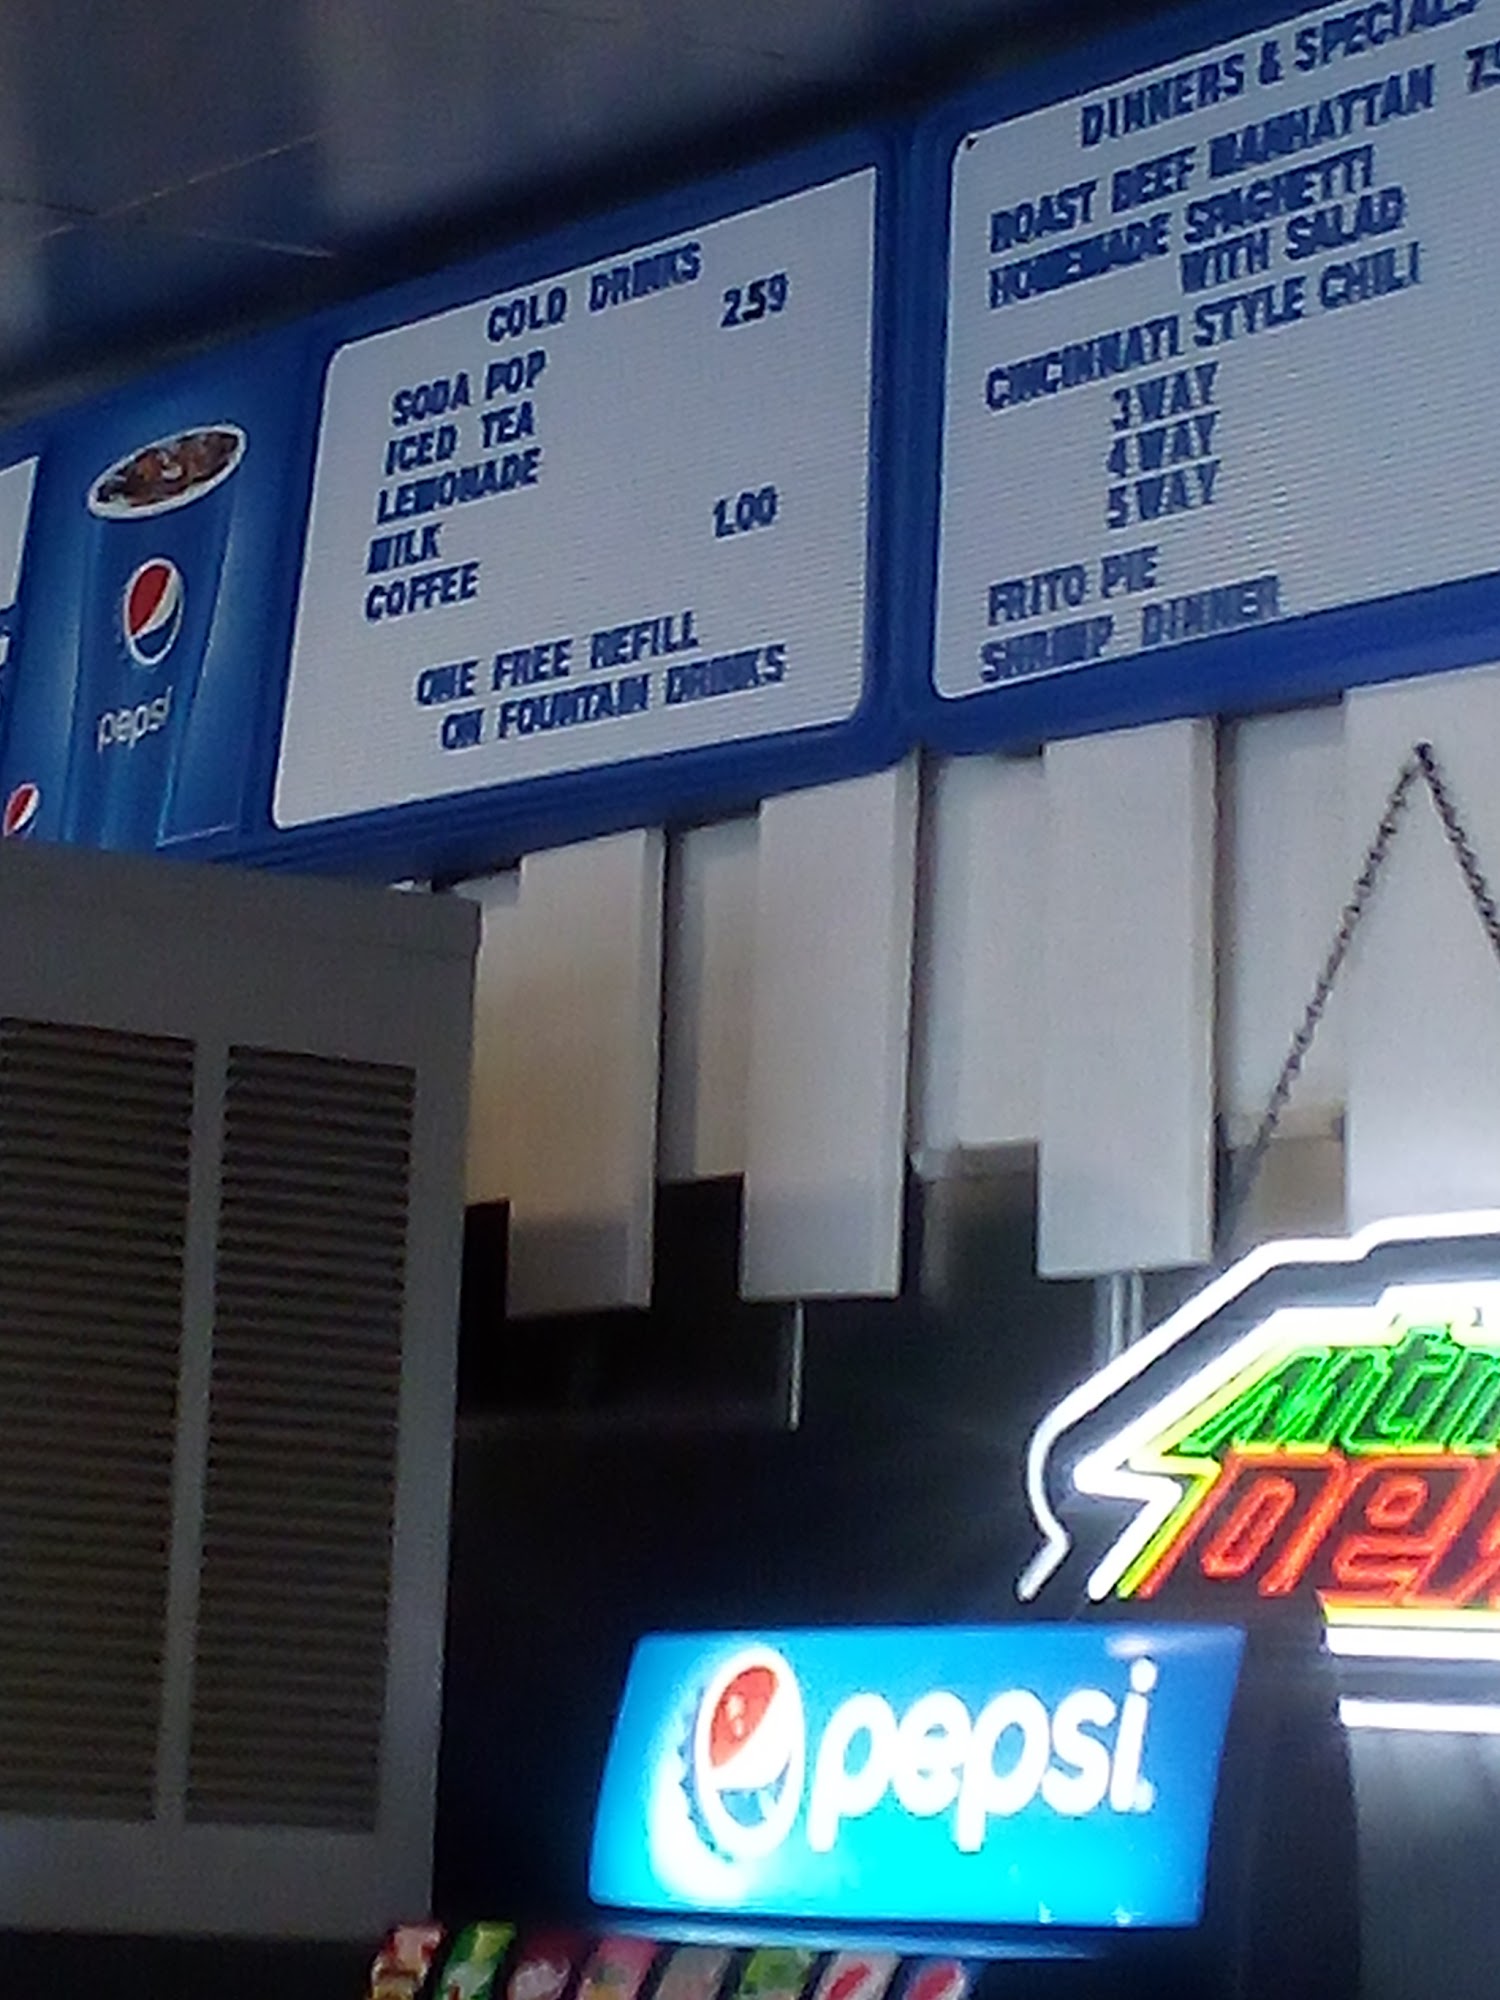 COLD DRINKS
SODA POP 2.59
ICED TEA
LEMONADE
MILK 1.00
COFFEE
ONE FREE REFILL
ON FOUNTAIN DRINKS
DINNERS & SPECIALS
ROAST BEEF MANHATTAN
HOMEMADE SPAGHETTI
WITH SALAD
CINCINNATI STYLE CHILI
3 WAY
4 WAY
5 WAY
FRITO PIE
SHRIMP DINNER
pepsi
pepsi